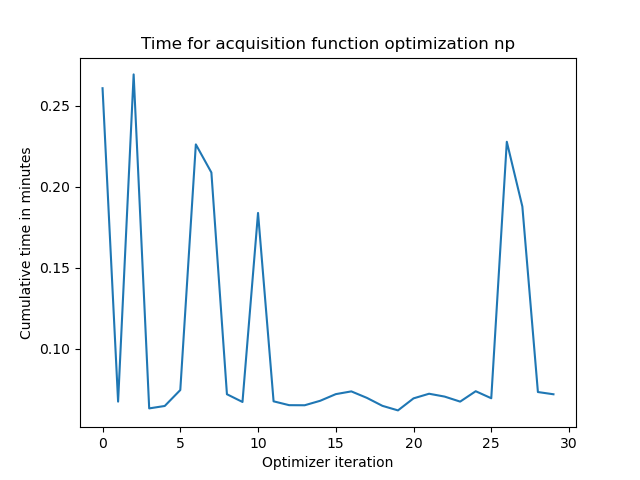 Time for acquisition function optimization np
Cumulative time in minutes
0.25
0.20
0.15
0.10
0 5 10 15 20 25 30
Optimizer iteration